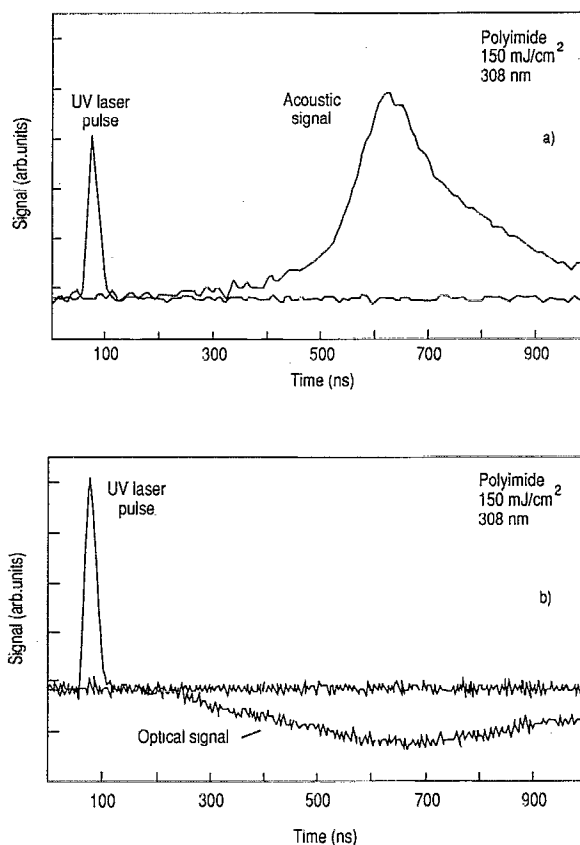 Polyimide
150 mJ/cm²
308 nm
UV laser
pulse
Acoustic
signal
a)
Signal (arb.units)
100 300 500 700 900
Time (ns)
Polyimide
150 mJ/cm²
308 nm
UV laser
pulse
b)
Signal (arb.units)
Optical signal
100 300 500 700 900
Time (ns)